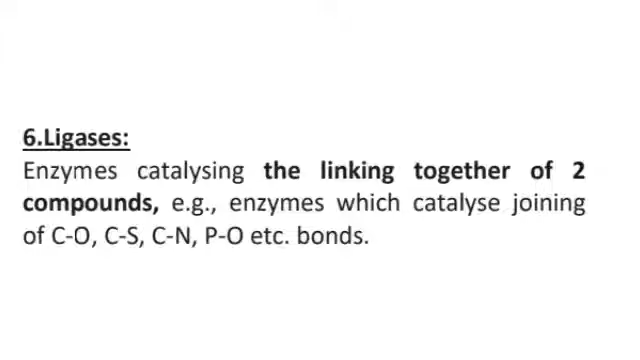 6.Ligases:
Enzymes catalysing the linking together of 2
compounds, e.g., enzymes which catalyse joining
of C-O, C-S, C-N, P-O etc. bonds.